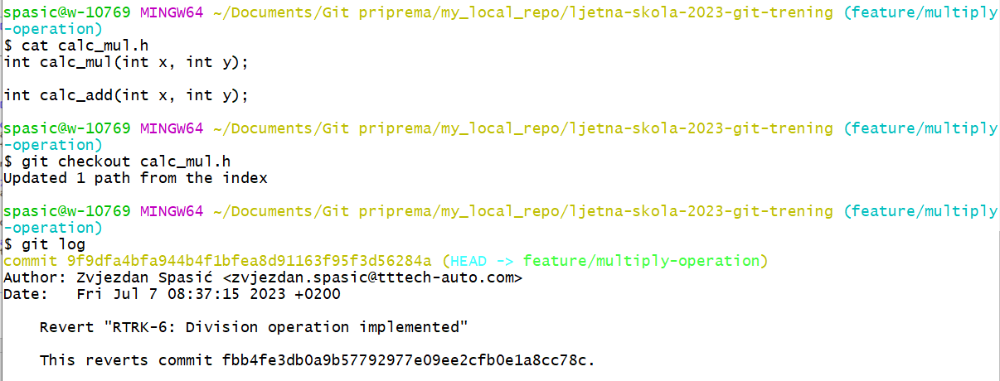 spasic@w-10769 MINGW64 ~/Documents/Git priprema/my_local_repo/ljetna-skola-2023-git-trening (feature/multiply
-operation)
$ cat calc_mul.h
int calc_mul(int x, int y);
int calc_add(int x, int y);
spasic@w-10769 MINGW64 ~/Documents/Git priprema/my_local_repo/ljetna-skola-2023-git-trening (feature/multiply
-operation)
$ git checkout calc_mul.h
Updated 1 path from the index
spasic@w-10769 MINGW64 ~/Documents/Git priprema/my_local_repo/ljetna-skola-2023-git-trening (feature/multiply
-operation)
$ git log
commit 9f9dfa4bfa944b4f1bfea8d91163f95f3d56284a (HEAD -> feature/multiply-operation)
Author: Zvjezdan Spasić <zvjezdan.spasic@tttech-auto.com>
Date:   Fri Jul 7 08:37:15 2023 +0200
    Revert "RTRK-6: Division operation implemented"
    This reverts commit fbb4fe3db0a9b57792977e09ee2cfb0e1a8cc78c.